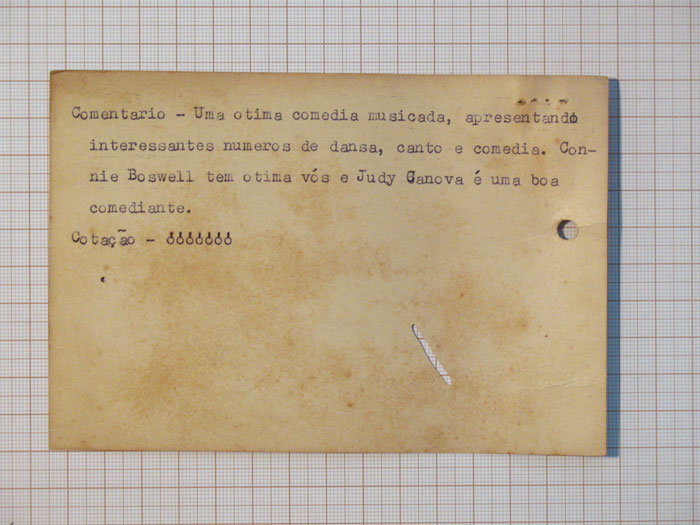 Comentario - Uma otima comedia musicada, apresentando
interessantes numeros de dansa, canto e comedia. Con-
nie Boswell tem otima vós e Judy Canova é uma boa
comediante.
Cotação - óóóóóóó